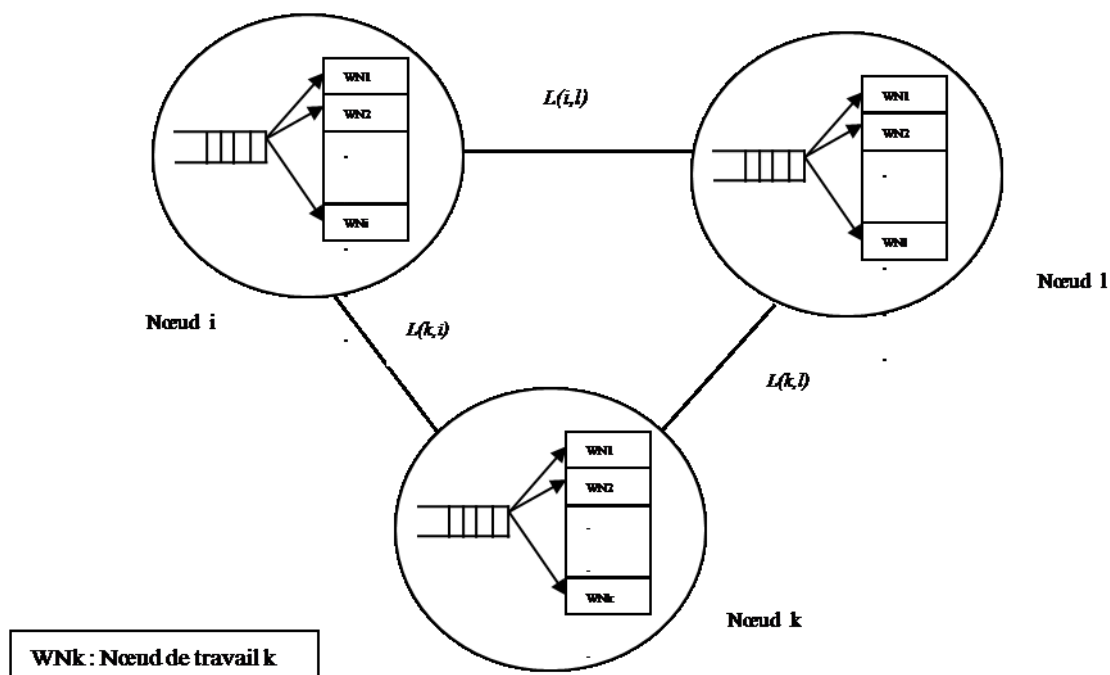 WN1
WN2
-
WNi
Nœud i
L(i,l)
WN1
WN2
-
WNl
Nœud l
L(k,i)
L(k,l)
WN1
WN2
-
-
WNk
Nœud k
WNk : Nœud de travail k